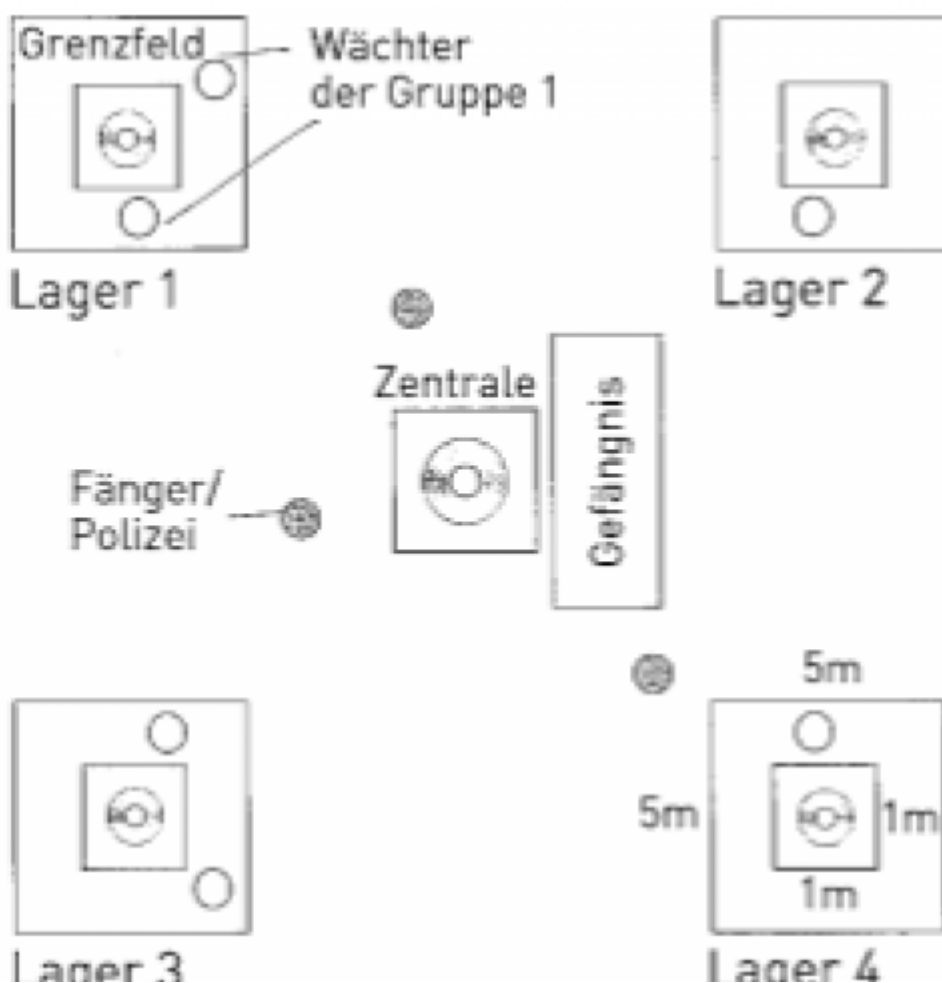 Grenzfeld
Wächter
der Gruppe 1
Lager 1
Lager 2
Zentrale
Gefängnis
Fänger/
Polizei
5m
5m
1m
1m
Lager 3
Lager 4